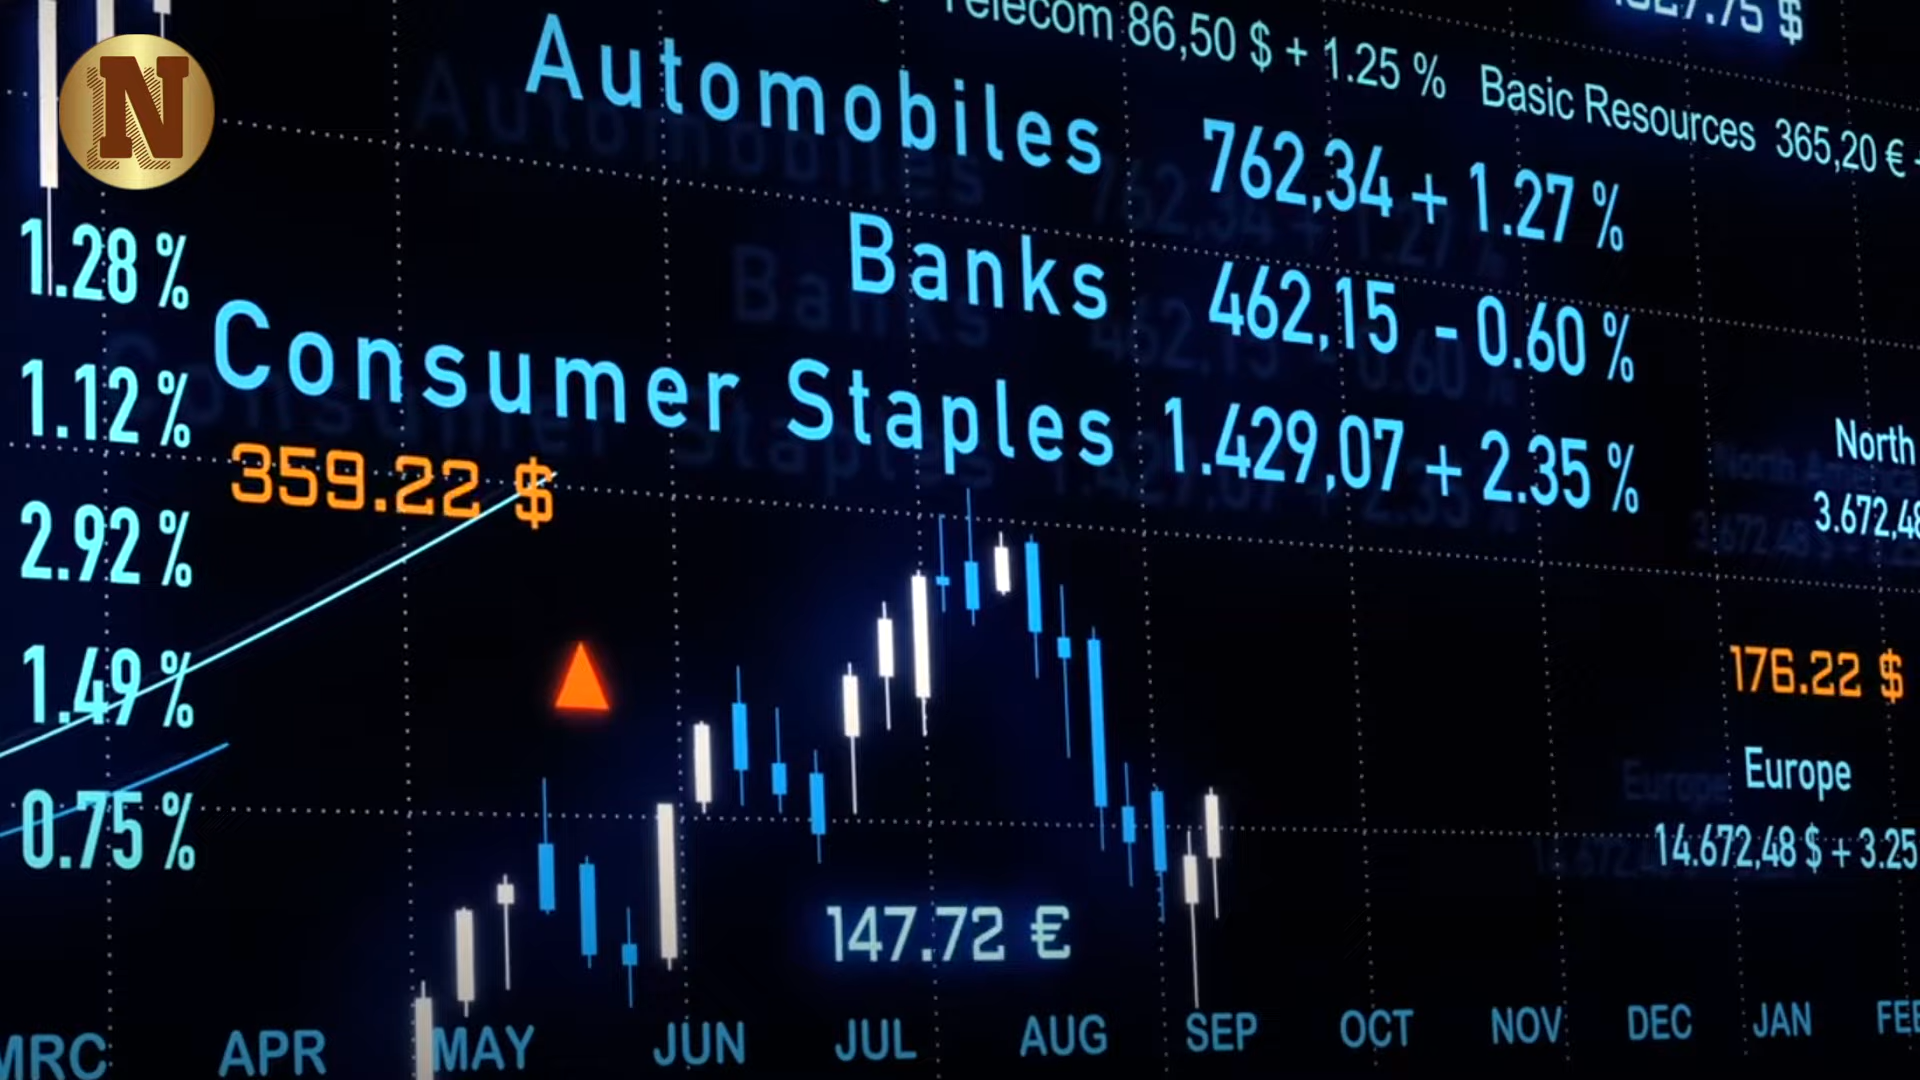 N
Telecom 86,50 $ + 1.25 % Basic Resources 365,20 €
Automobiles 762,34 + 1.27 %
Banks 462,15 - 0.60 %
Consumer Staples 1.429,07 + 2.35 %
1.28 %
1.12 %
2.92 %
1.49 %
0.75 %
359.22 $
North
3.672,48
176.22 $
Europe
14.672,48 $ + 3.25
147.72 €
MRC APR MAY JUN JUL AUG SEP OCT NOV DEC JAN